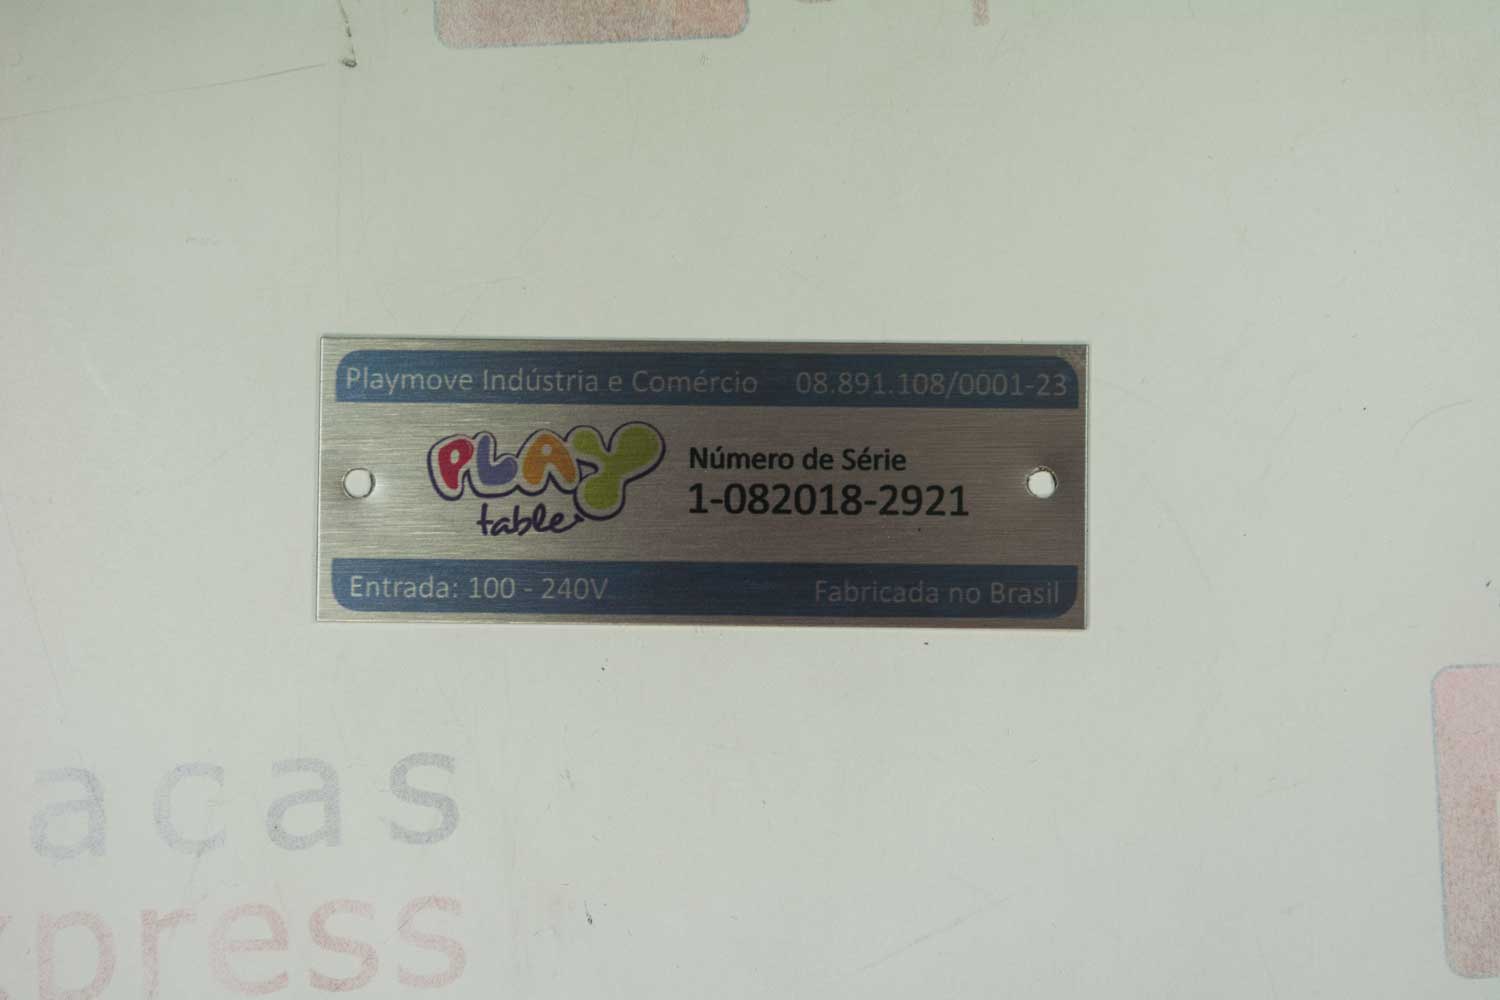 Playmove Indústria e Comércio 08.891.108/0001-23
PLAY
table
Número de Série
1-082018-2921
Entrada: 100 - 240V Fabricada no Brasil
acas
press